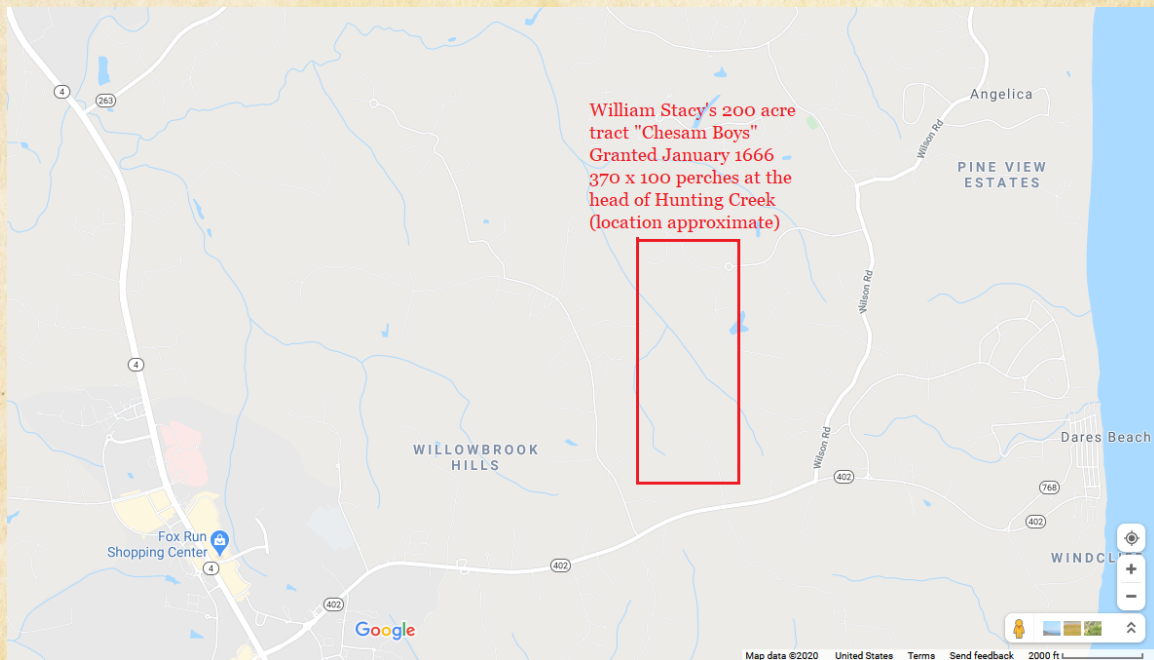 4
263
William Stacy's 200 acre
tract "Chesam Boys"
Granted January 1666
370 x 100 perches at the
head of Hunting Creek
(location approximate)
Angelica
Wilson Rd
PINE VIEW
ESTATES
Wilson Rd
4
WILLOWBROOK
HILLS
Wilson Rd
Dares Beach
402
768
402
Fox Run
Shopping Center
4
402
402
WINDCL
Google
Map data ©2020 United States Terms Send feedback 2000 ft